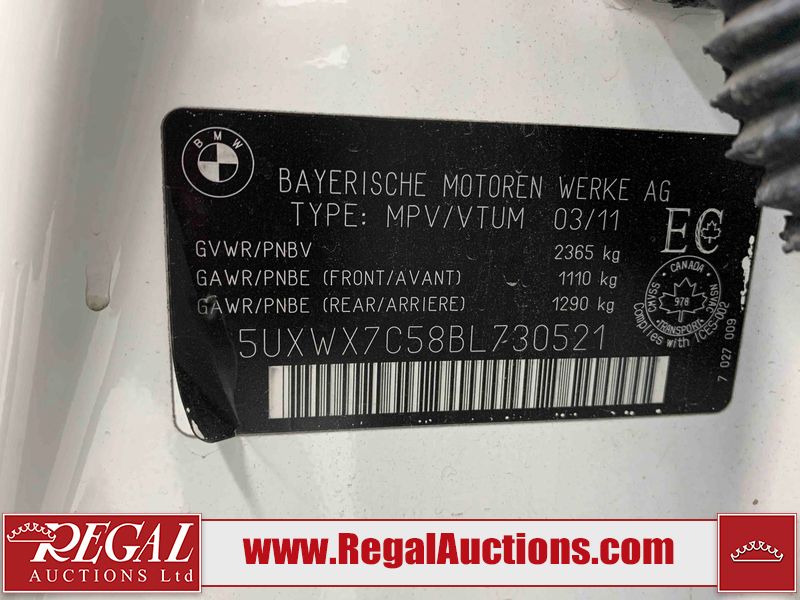 BMW
BAYERISCHE MOTOREN WERKE AG
TYPE: MPV/VTUM 03/11
EC
GVWR/PNBV 2365 kg
GAWR/PNBE (FRONT/AVANT) 1110 kg
GAWR/PNBE (REAR/ARRIERE) 1290 kg
CANADA
CMVSS
NSVAC
978
TRANSPORT
Complies to ICES-002
7 027 009
5UXWX7C58BL730521
REGAL
AUCTIONS Ltd
www.RegalAuctions.com